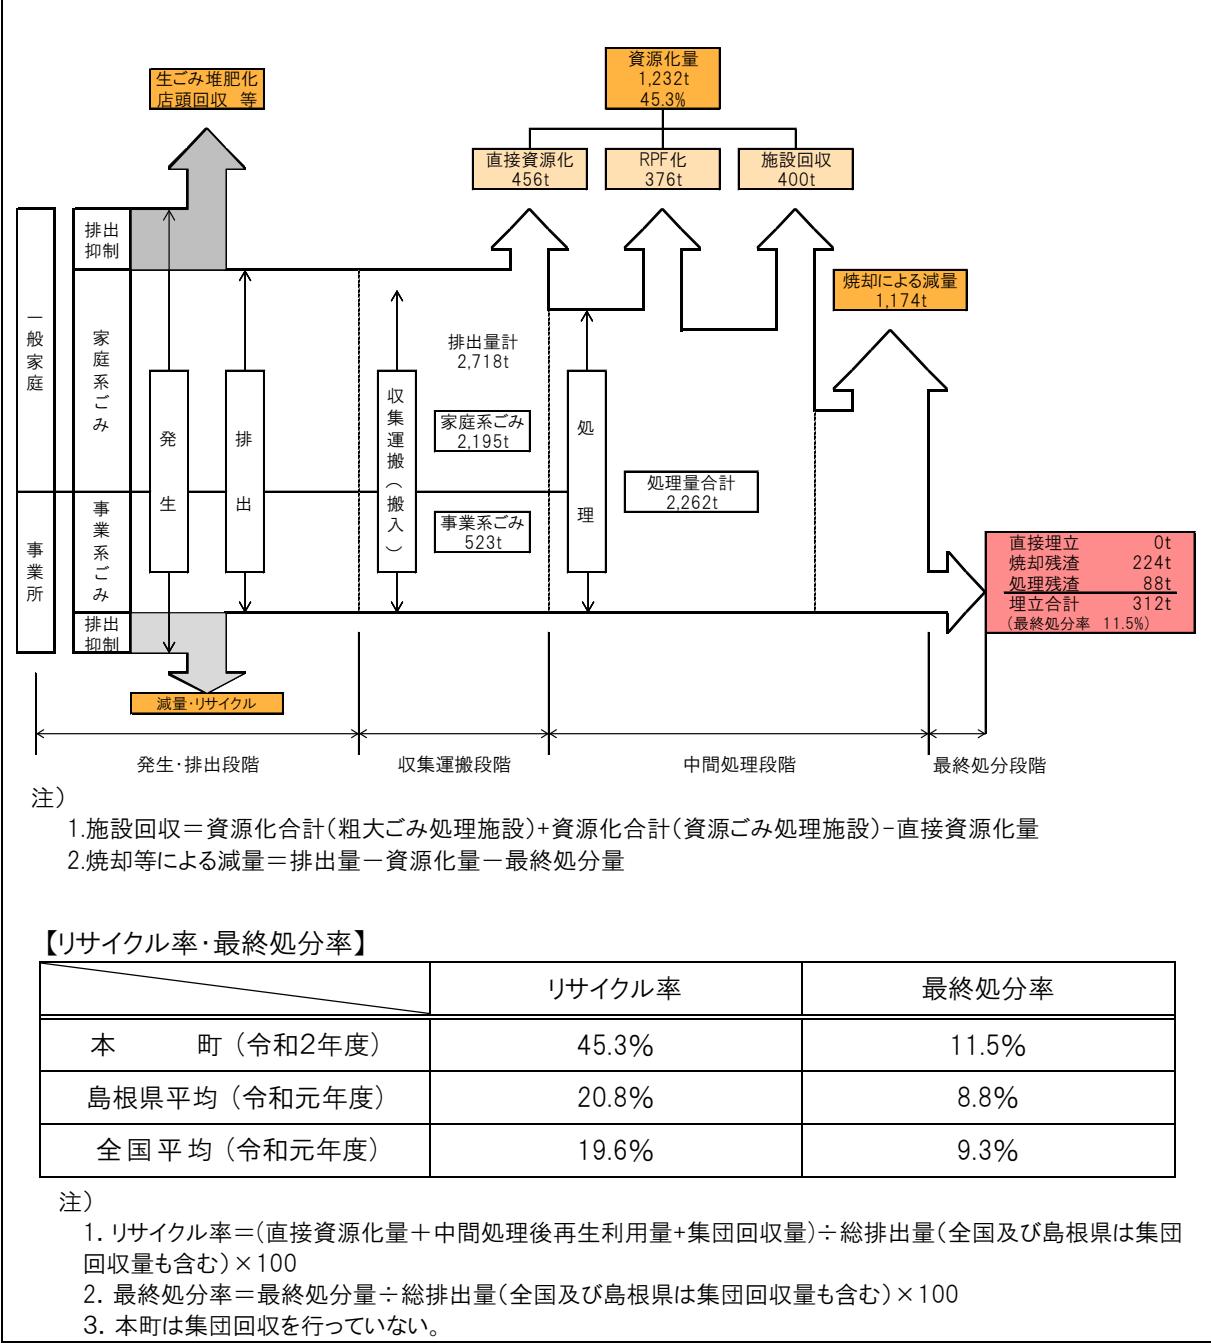 資源化量
1,232t
45.3%
生ごみ堆肥化
店頭回収 等
直接資源化
456t
RPF化
376t
施設回収
400t
排出
抑制
焼却による減量
1,174t
一般家庭
家庭系ごみ
排出量計
2,718t
収集運搬(搬入)
家庭系ごみ
2,195t
発生
排出
処理
処理量合計
2,262t
事業所
事業系ごみ
事業系ごみ
523t
直接埋立 0t
焼却残渣 224t
処理残渣 88t
埋立合計 312t
(最終処分率 11.5%)
排出
抑制
減量・リサイクル
発生・排出段階
収集運搬段階
中間処理段階
最終処分段階
注)
1.施設回収=資源化合計(粗大ごみ処理施設)+資源化合計(資源ごみ処理施設)-直接資源化量
2.焼却等による減量=排出量-資源化量-最終処分量
【リサイクル率・最終処分率】
リサイクル率 最終処分率
本 町(令和2年度) 45.3% 11.5%
島根県平均(令和元年度) 20.8% 8.8%
全国平均(令和元年度) 19.6% 9.3%
注)
1. リサイクル率=(直接資源化量+中間処理後再生利用量+集団回収量)÷総排出量(全国及び島根県は集団
回収量も含む)×100
2. 最終処分率=最終処分量÷総排出量(全国及び島根県は集団回収量も含む)×100
3. 本町は集団回収を行っていない。